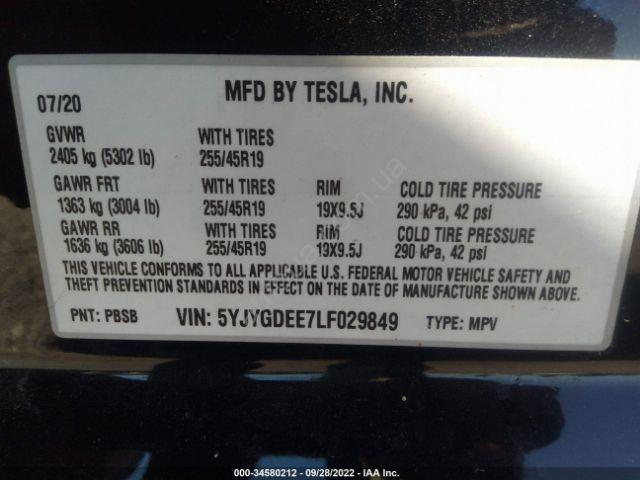 MFD BY TESLA, INC.
07/20
GVWR WITH TIRES
2405 kg (5302 lb) 255/45R19
GAWR FRT WITH TIRES RIM COLD TIRE PRESSURE
1363 kg (3004 lb) 255/45R19 19X9.5J 290 kPa, 42 psi
GAWR RR WITH TIRES RIM COLD TIRE PRESSURE
1636 kg (3606 lb) 255/45R19 19X9.5J 290 kPa, 42 psi
THIS VEHICLE CONFORMS TO ALL APPLICABLE U.S. FEDERAL MOTOR VEHICLE SAFETY AND
THEFT PREVENTION STANDARDS IN EFFECT ON THE DATE OF MANUFACTURE SHOWN ABOVE.
PNT: PBSB VIN: 5YJYGDEE7LF029849 TYPE: MPV
000-34580212 - 09/28/2022 - IAA Inc.